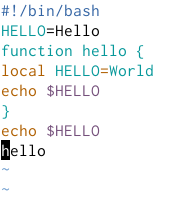 #!/bin/bash
HELLO=Hello
function hello {
local HELLO=World
echo $HELLO
}
echo $HELLO
hello
~
~